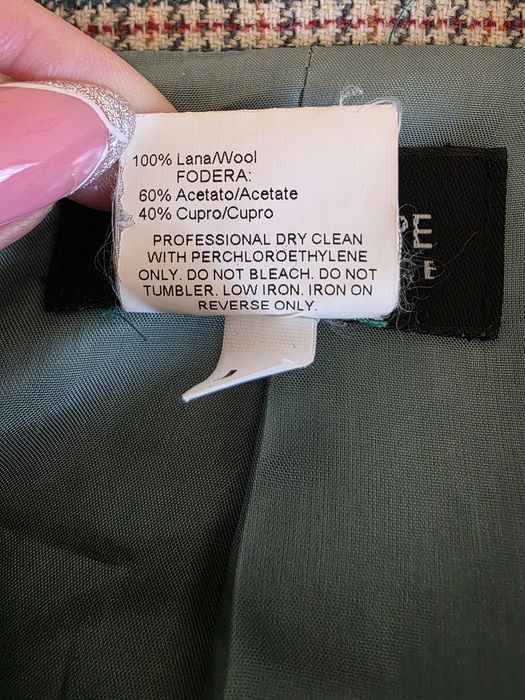 100% Lana/Wool
FODERA:
60% Acetato/Acetate
40% Cupro/Cupro
PROFESSIONAL DRY CLEAN
WITH PERCHLOROETHYLENE
ONLY. DO NOT BLEACH. DO NOT
TUMBLER. LOW IRON. IRON ON
REVERSE ONLY.